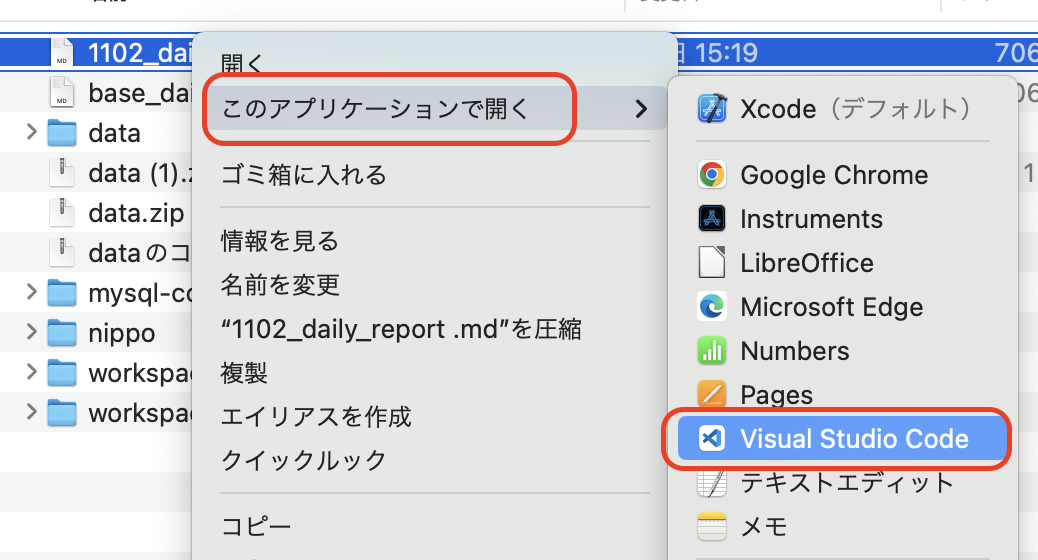 1102_dai
15:19
706
base_dai
data
data (1).z
data.zip
dataのコ
mysql-co
nippo
workspa
workspa
開く
このアプリケーションで開く
ゴミ箱に入れる
情報を見る
名前を変更
“1102_daily_report .md”を圧縮
複製
エイリアスを作成
クイックルック
コピー
Xcode（デフォルト）
Google Chrome
Instruments
LibreOffice
Microsoft Edge
Numbers
Pages
Visual Studio Code
テキストエディット
メモ